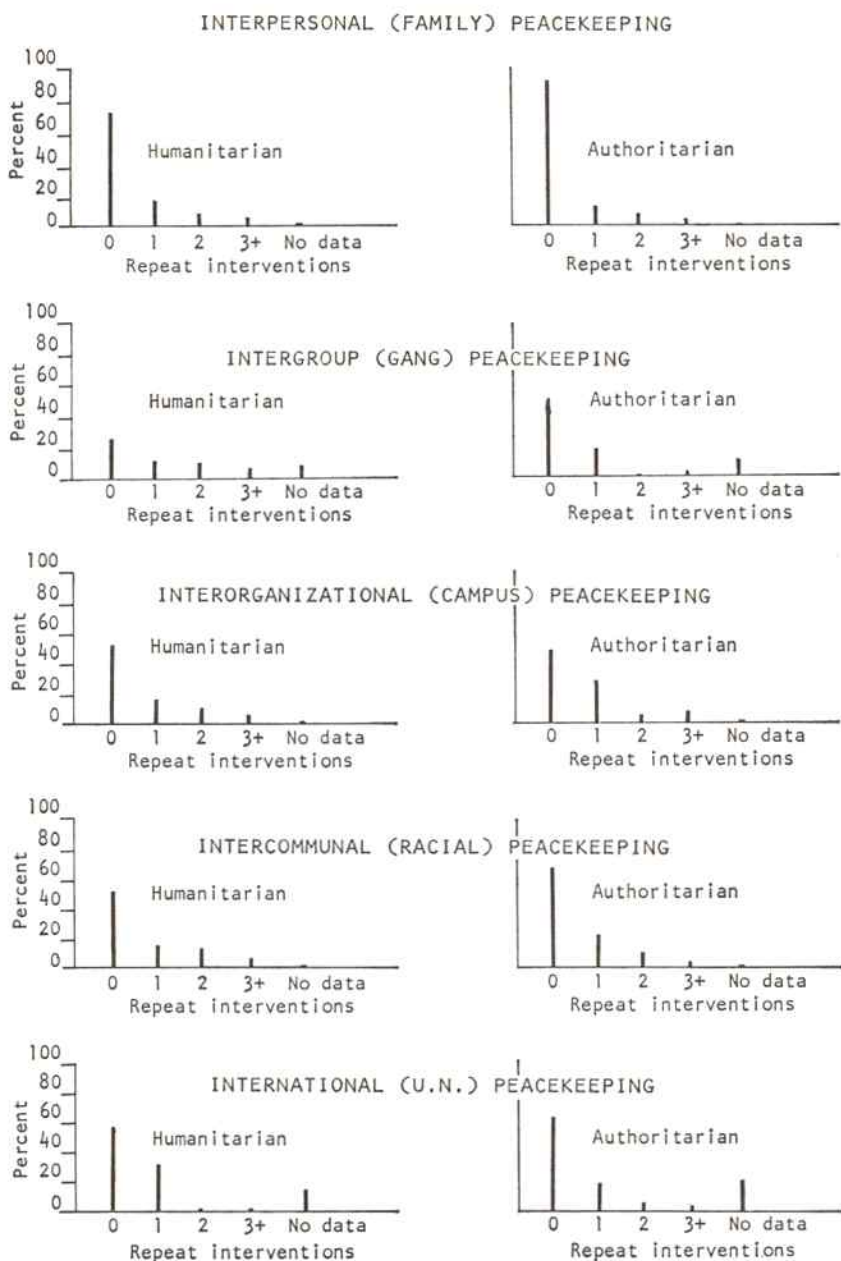 INTERPERSONAL (FAMILY) PEACEKEEPING
100
80
60
40
20
0
Percent
Humanitarian
Authoritarian
0 1 2 3+ No data
Repeat interventions
0 1 2 3+ No data
Repeat interventions
INTERGROUP (GANG) PEACEKEEPING
100
80
60
40
20
0
Percent
Humanitarian
Authoritarian
0 1 2 3+ No data
Repeat interventions
0 1 2 3+ No data
Repeat interventions
INTERORGANIZATIONAL (CAMPUS) PEACEKEEPING
100
80
60
40
20
0
Percent
Humanitarian
Authoritarian
0 1 2 3+ No data
Repeat interventions
0 1 2 3+ No data
Repeat interventions
INTERCOMMUNAL (RACIAL) PEACEKEEPING
100
80
60
40
20
0
Percent
Humanitarian
Authoritarian
0 1 2 3+ No data
Repeat interventions
0 1 2 3+ No data
Repeat interventions
INTERNATIONAL (U.N.) PEACEKEEPING
100
80
60
40
20
0
Percent
Humanitarian
Authoritarian
0 1 2 3+ No data
Repeat interventions
0 1 2 3+ No data
Repeat interventions